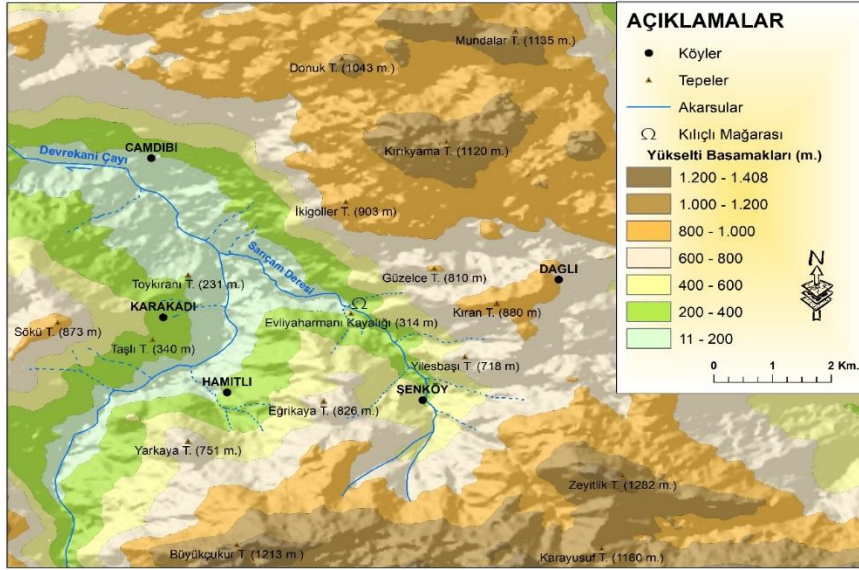 Mundalar T. (1135 m.)
Donuk T. (1043 m.)
CAMDIBI
Devrekani Çayı
Kırıkyama T. (1120 m.)
İkigöller T. (903 m)
Sarıçam Deresi
Güzelce T. (810 m)
DAGLI
Toykıranı T. (231 m.)
KARAKADI
Evliyaharmanı Kayalığı (314 m)
Kıran T. (880 m)
Sökü T. (873 m)
Taşlı T. (340 m)
Yilesbaşı T. (718 m)
HAMITLI
Eğrikaya T. (826 m.)
ŞENKÖY
Yarkaya T. (751 m.)
Zeyitlik T. (1282 m.)
Büyükçukur T. (1213 m.)
Karayusuf T. (1160 m.)
AÇIKLAMALAR
Köyler
Tepeler
Akarsular
Kılıçlı Mağarası
Yükselti Basamakları (m.)
1.200 - 1.408
1.000 - 1.200
800 - 1.000
600 - 800
400 - 600
200 - 400
11 - 200
N
0 1 2 Km.